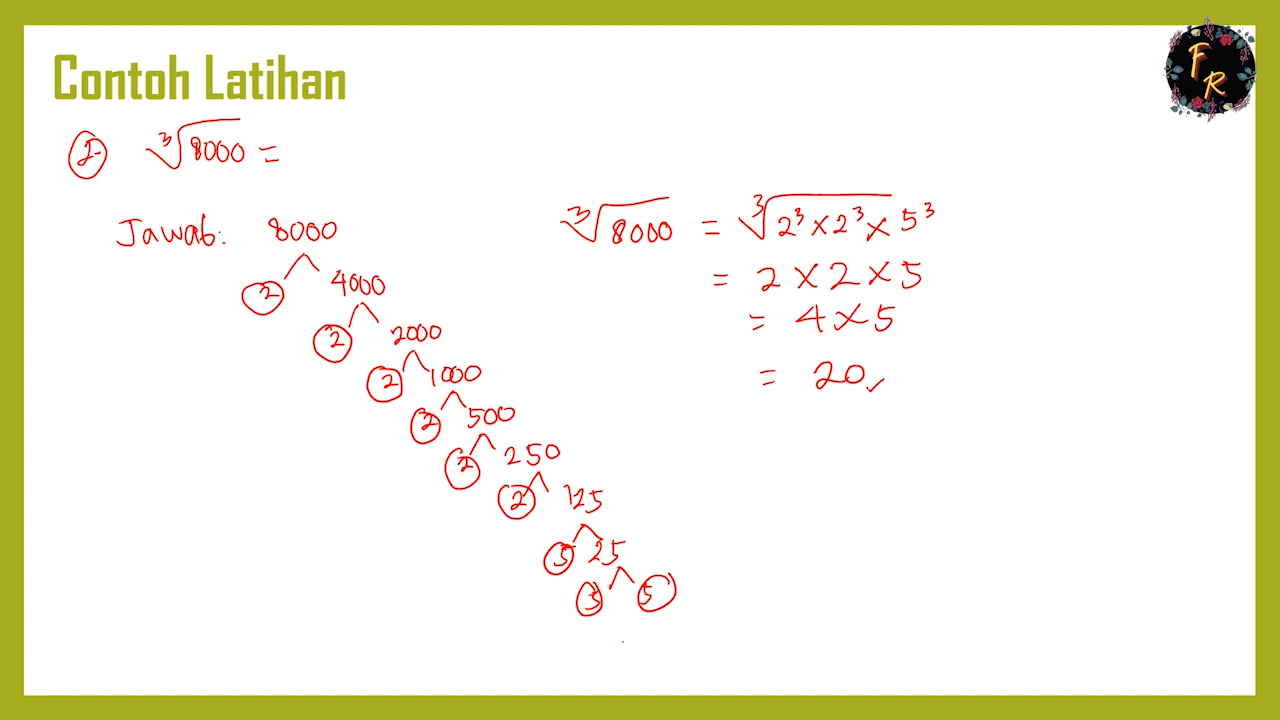 Contoh Latihan
F
R
2. ∛8000 =
Jawab: 8000
2 4000
2 2000
2 1000
2 500
2 250
2 125
5 25
5 5
∛8000 = ∛2³ x 2³ x 5³
= 2 x 2 x 5
= 4 x 5
= 20